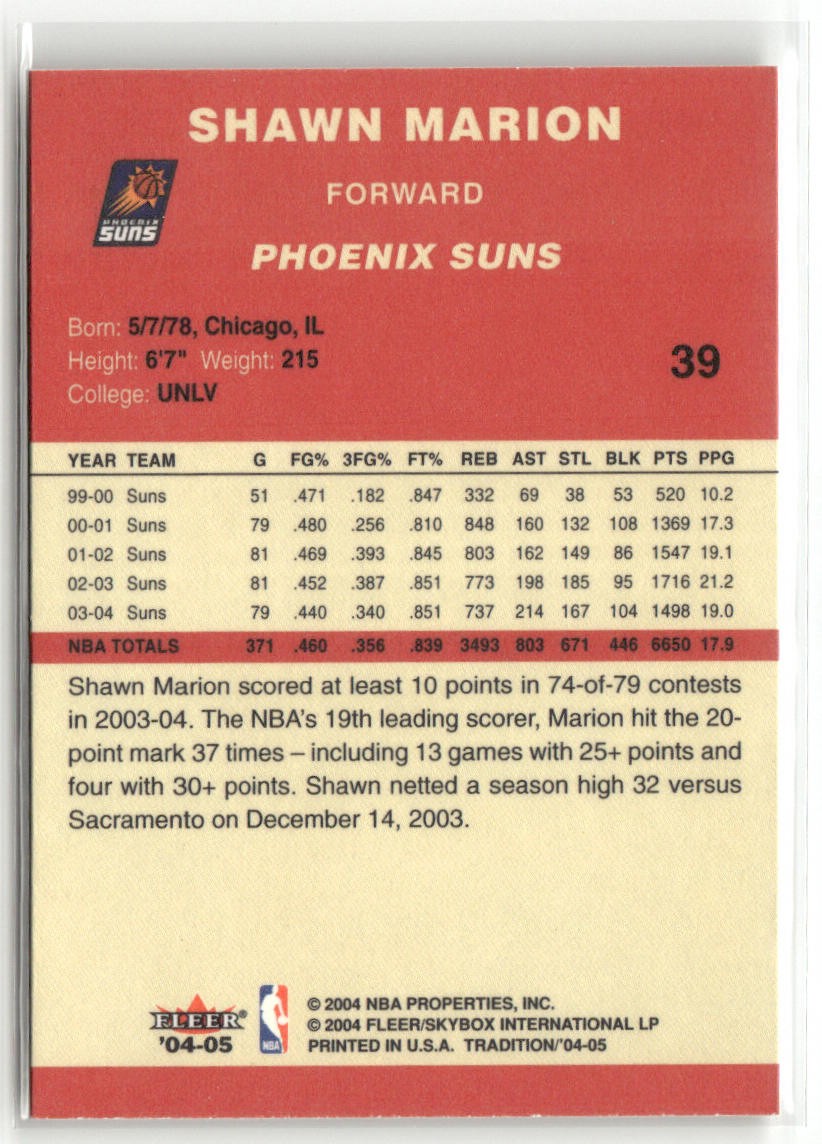 SHAWN MARION
FORWARD
PHOENIX SUNS
PHOENIX
SUNS
Born: 5/7/78, Chicago, IL
Height: 6'7" Weight: 215
College: UNLV
39
YEAR TEAM G FG% 3FG% FT% REB AST STL BLK PTS PPG
99-00 Suns 51 .471 .182 .847 332 69 38 53 520 10.2
00-01 Suns 79 .480 .256 .810 848 160 132 108 1369 17.3
01-02 Suns 81 .469 .393 .845 803 162 149 86 1547 19.1
02-03 Suns 81 .452 .387 .851 773 198 185 95 1716 21.2
03-04 Suns 79 .440 .340 .851 737 214 167 104 1498 19.0
NBA TOTALS 371 .460 .356 .839 3493 803 671 446 6650 17.9
Shawn Marion scored at least 10 points in 74-of-79 contests
in 2003-04. The NBA's 19th leading scorer, Marion hit the 20-
point mark 37 times – including 13 games with 25+ points and
four with 30+ points. Shawn netted a season high 32 versus
Sacramento on December 14, 2003.
FLEER®
'04-05
NBA
© 2004 NBA PROPERTIES, INC.
© 2004 FLEER/SKYBOX INTERNATIONAL LP
PRINTED IN U.S.A. TRADITION/'04-05